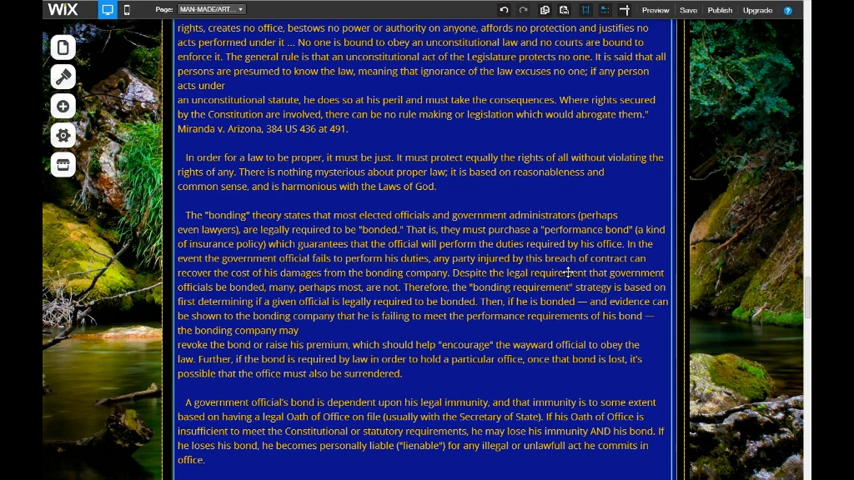 WiX
Page: MAN-MADE/ART...
Preview Save Publish Upgrade ?
rights, creates no office, bestows no power or authority on anyone, affords no protection and justifies no
acts performed under it ... No one is bound to obey an unconstitutional law and no courts are bound to
enforce it. The general rule is that an unconstitutional act of the Legislature protects no one. It is said that all
persons are presumed to know the law, meaning that ignorance of the law excuses no one; if any person
acts under
an unconstitutional statute, he does so at his peril and must take the consequences. Where rights secured
by the Constitution are involved, there can be no rule making or legislation which would abrogate them."
Miranda v. Arizona, 384 US 436 at 491.
In order for a law to be proper, it must be just. It must protect equally the rights of all without violating the
rights of any. There is nothing mysterious about proper law; it is based on reasonableness and
common sense, and is harmonious with the Laws of God.
The "bonding" theory states that most elected officials and government administrators (perhaps
even lawyers), are legally required to be "bonded." That is, they must purchase a "performance bond" (a kind
of insurance policy) which guarantees that the official will perform the duties required by his office. In the
event the government official fails to perform his duties, any party injured by this breach of contract can
recover the cost of his damages from the bonding company. Despite the legal requirement that government
officials be bonded, many, perhaps most, are not. Therefore, the "bonding requirement" strategy is based on
first determining if a given official is legally required to be bonded. Then, if he is bonded — and evidence can
be shown to the bonding company that he is failing to meet the performance requirements of his bond —
the bonding company may
revoke the bond or raise his premium, which should help "encourage" the wayward official to obey the
law. Further, if the bond is required by law in order to hold a particular office, once that bond is lost, it's
possible that the office must also be surrendered.
A government official's bond is dependent upon his legal immunity, and that immunity is to some extent
based on having a legal Oath of Office on file (usually with the Secretary of State). If his Oath of Office is
insufficient to meet the Constitutional or statutory requirements, he may lose his immunity AND his bond. If
he loses his bond, he becomes personally liable ("lienable") for any illegal or unlawfull act he commits in
office.